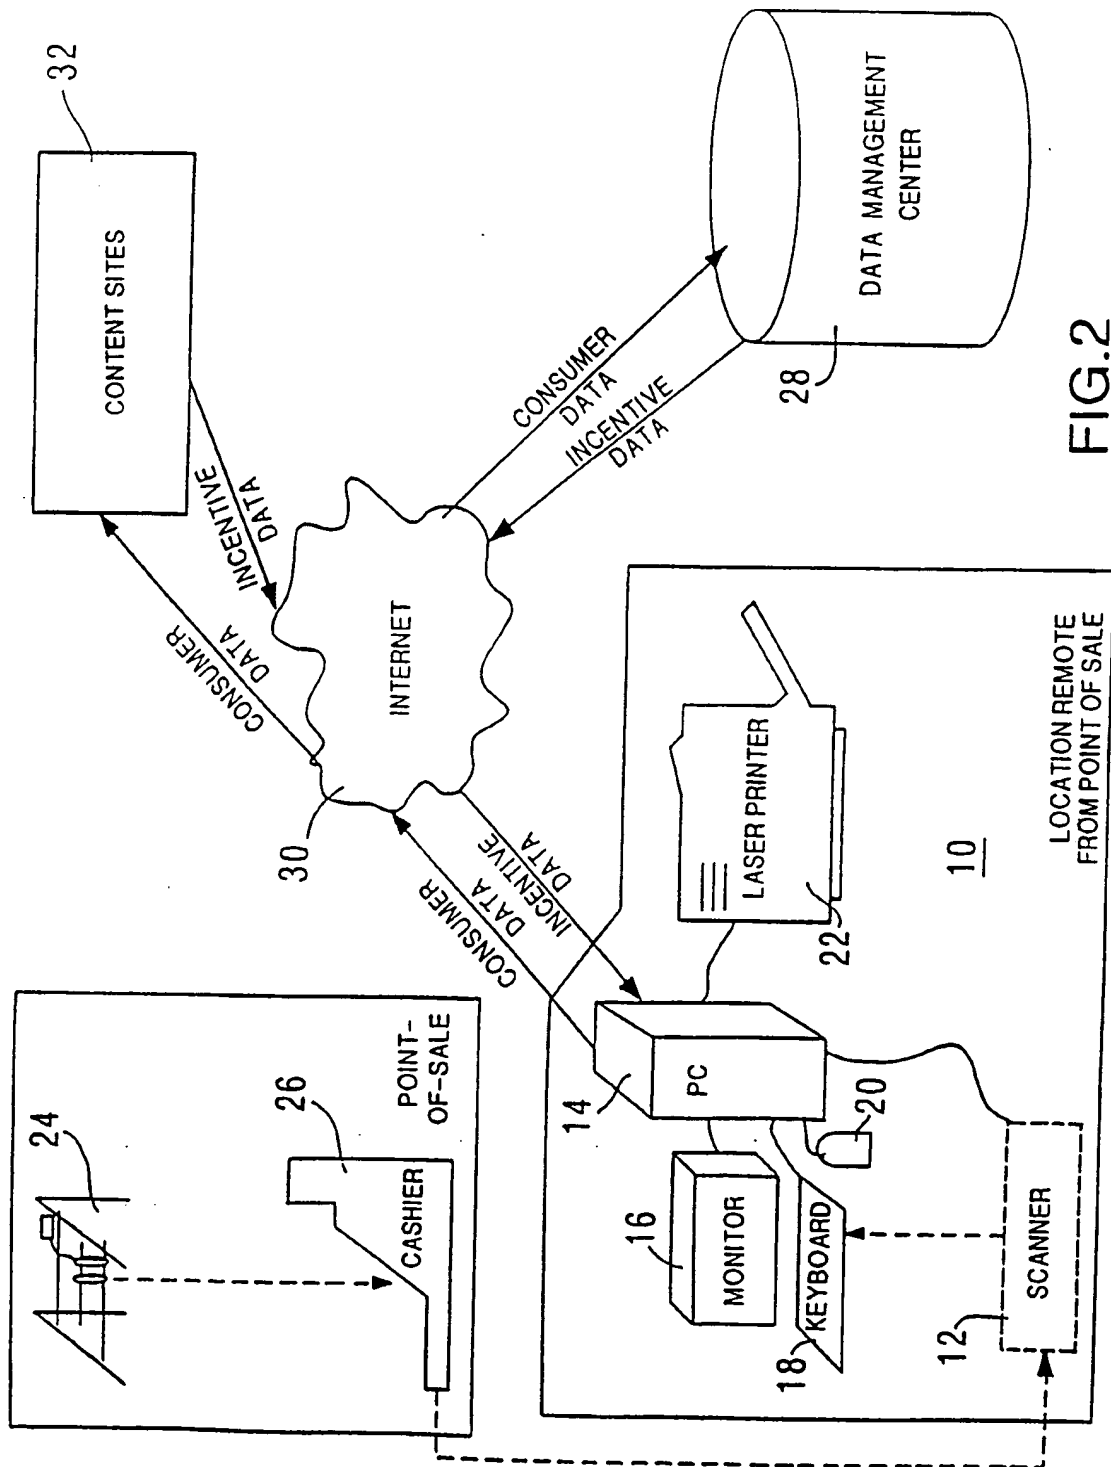 24
26
CASHIER
POINT-
OF-SALE
CONTENT SITES
32
CONSUMER
DATA
INCENTIVE
DATA
30
INTERNET
CONSUMER
DATA
INCENTIVE
DATA
CONSUMER
DATA
INCENTIVE
DATA
28
DATA MANAGEMENT
CENTER
14
PC
16
MONITOR
18
KEYBOARD
20
12
SCANNER
LASER PRINTER
22
10
LOCATION REMOTE
FROM POINT OF SALE
FIG.2